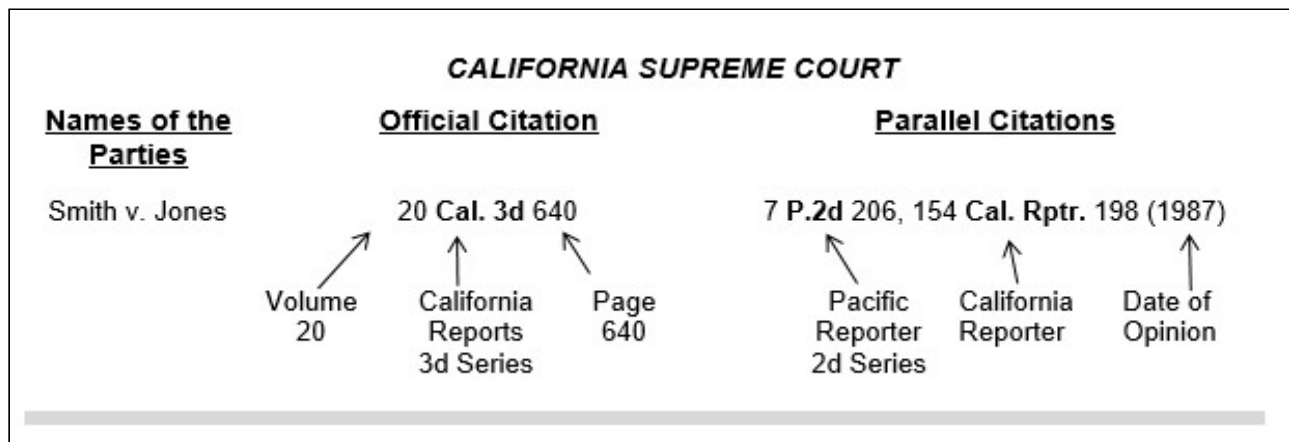 CALIFORNIA SUPREME COURT
Names of the Parties
Official Citation
Parallel Citations
Smith v. Jones
20 Cal. 3d 640
7 P.2d 206, 154 Cal. Rptr. 198 (1987)
Volume
20
California
Reports
3d Series
Page
640
Pacific
Reporter
2d Series
California
Reporter
Date of
Opinion